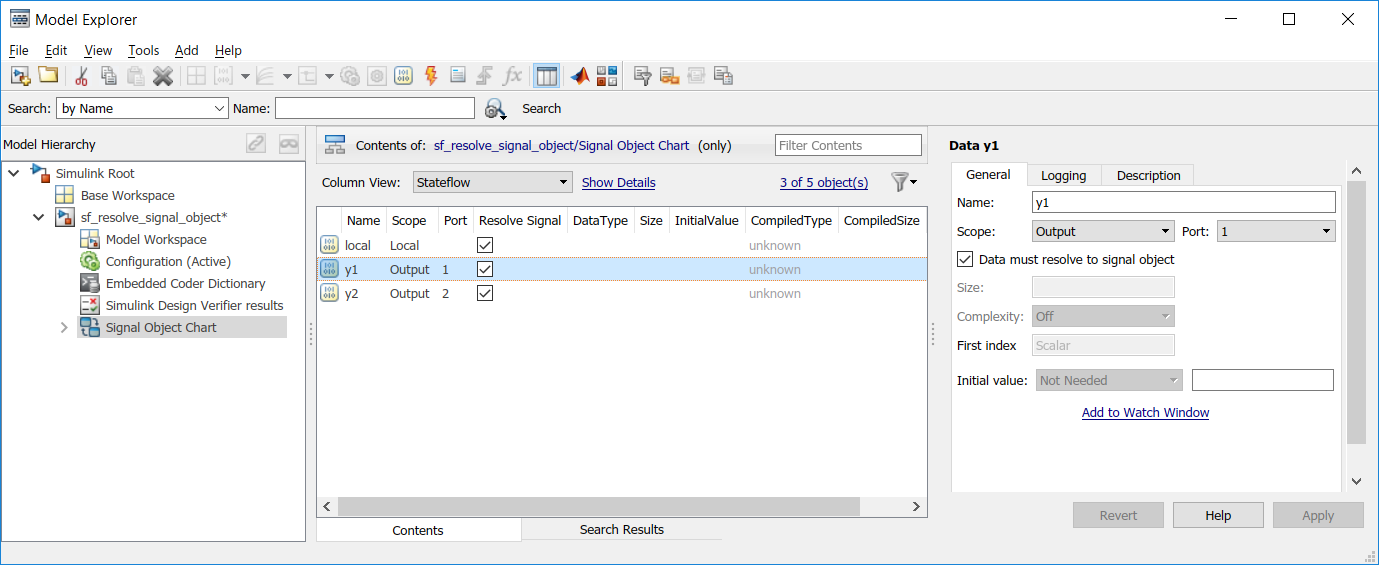 Model Explorer
File Edit View Tools Add Help
fx
Search: by Name Name: Search
Model Hierarchy
Simulink Root
Base Workspace
sf_resolve_signal_object*
Model Workspace
Configuration (Active)
Embedded Coder Dictionary
Simulink Design Verifier results
Signal Object Chart
Contents of: sf_resolve_signal_object/Signal Object Chart (only) Filter Contents
Column View: Stateflow Show Details 3 of 5 object(s)
Name Scope Port Resolve Signal DataType Size InitialValue CompiledType CompiledSize
local Local unknown
y1 Output 1 unknown
y2 Output 2 unknown
Contents Search Results
Data y1
General Logging Description
Name: y1
Scope: Output Port: 1
Data must resolve to signal object
Size:
Complexity: Off
First index Scalar
Initial value: Not Needed
Add to Watch Window
Revert Help Apply